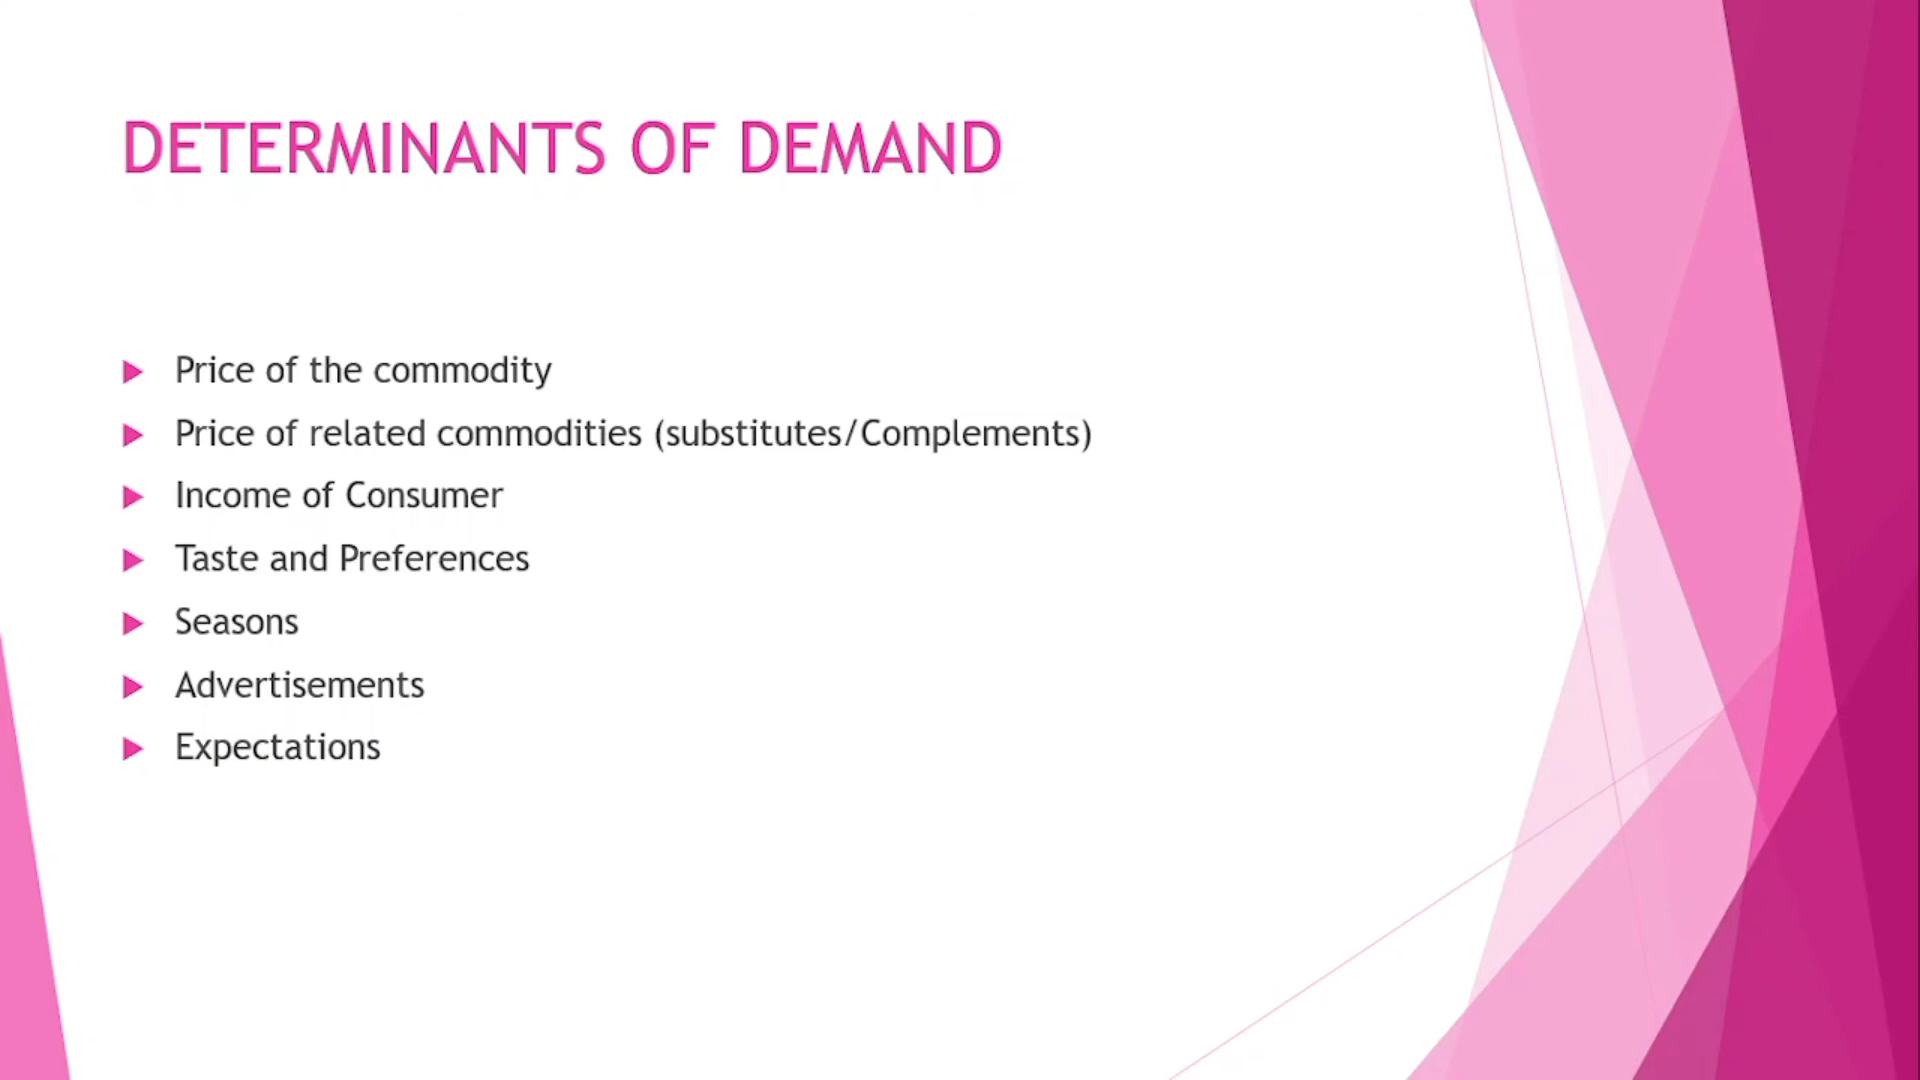 DETERMINANTS OF DEMAND
Price of the commodity
Price of related commodities (substitutes/Complements)
Income of Consumer
Taste and Preferences
Seasons
Advertisements
Expectations